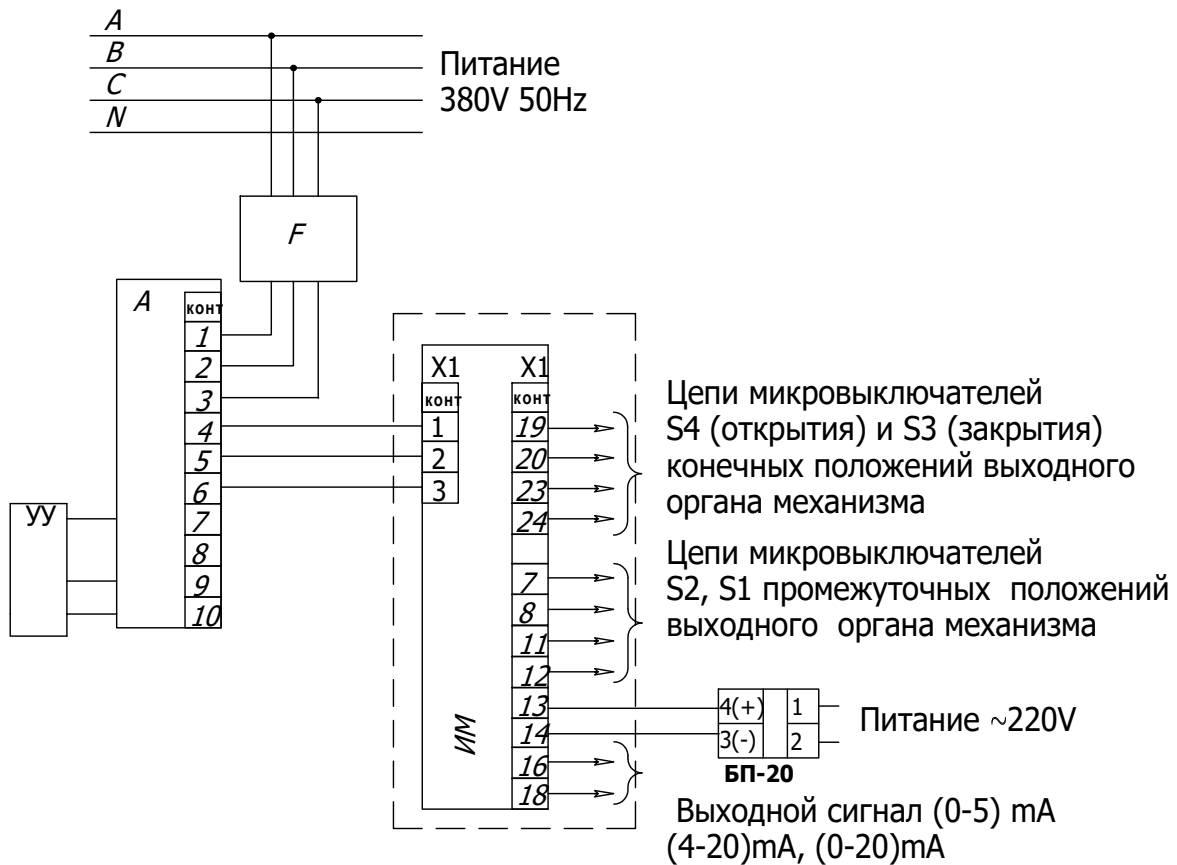 A
B
C
N
Питание
380V 50Hz
F
A
конт
1
2
3
4
5
6
7
8
9
10
УУ
X1
конт
1
2
3
ИМ
X1
конт
19
20
23
24
7
8
11
12
13
14
16
18
Цепи микровыключателей
S4 (открытия) и S3 (закрытия)
конечных положений выходного
органа механизма
Цепи микровыключателей
S2, S1 промежуточных положений
выходного органа механизма
4(+) 1
3(-) 2
БП-20
Питание ~220V
Выходной сигнал (0-5) mA
(4-20)mA, (0-20)mA